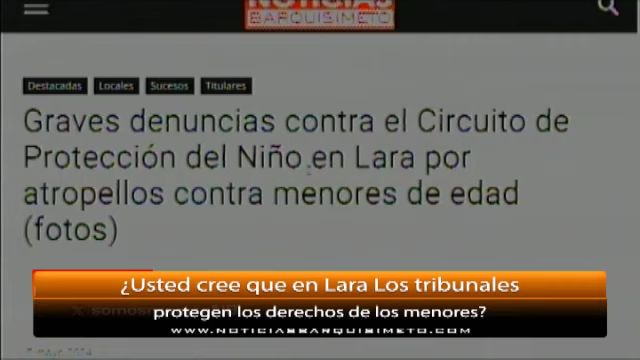 NOTICIAS
BARQUISIMETO
Destacadas Locales Sucesos Titulares
Graves denuncias contra el Circuito de
Protección del Niño en Lara por
atropellos contra menores de edad
(fotos)
¿Usted cree que en Lara Los tribunales
protegen los derechos de los menores?
WWW.NOTICIASBARQUISIMETO.COM